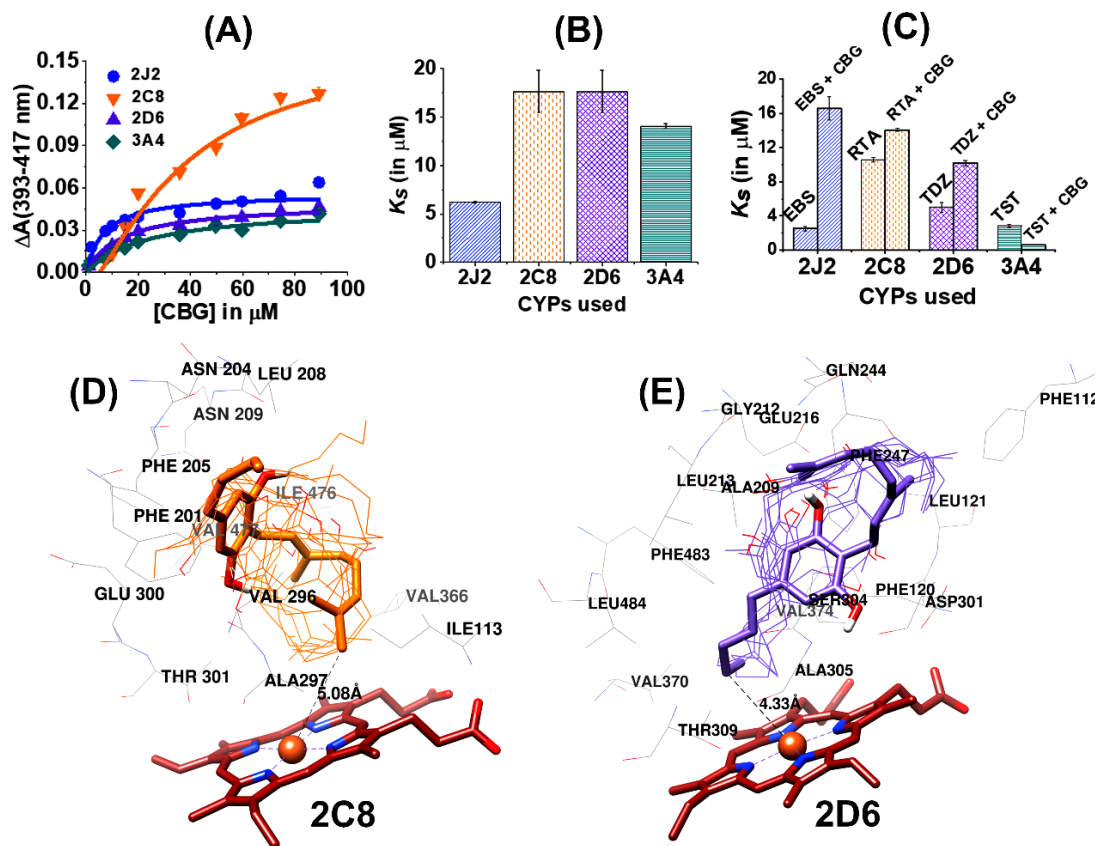 (A)
0.15
0.12
0.09
0.06
0.03
0.00
ΔA(393-417 nm)
2J2
2C8
2D6
3A4
0 20 40 60 80 100
[CBG] in μM
(B)
20
15
10
5
0
Ks (in μM)
2J2 2C8 2D6 3A4
CYPs used
(C)
20
16
12
8
4
0
Ks (in μM)
EBS
EBS + CBG
RTA
RTA + CBG
TDZ
TDZ + CBG
TST
TST + CBG
2J2 2C8 2D6 3A4
CYPs used
(D)
ASN 204
LEU 208
ASN 209
PHE 205
ILE 476
PHE 201
GLU 300
VAL 296
VAL366
ILE113
THR 301
ALA297
5.08Å
2C8
(E)
GLN244
PHE112
GLY212
GLU216
PHE247
LEU213
ALA209
LEU121
PHE483
LEU484
PHE120
SER304
ASP301
VAL374
ALA305
VAL370
4.33Å
THR309
2D6